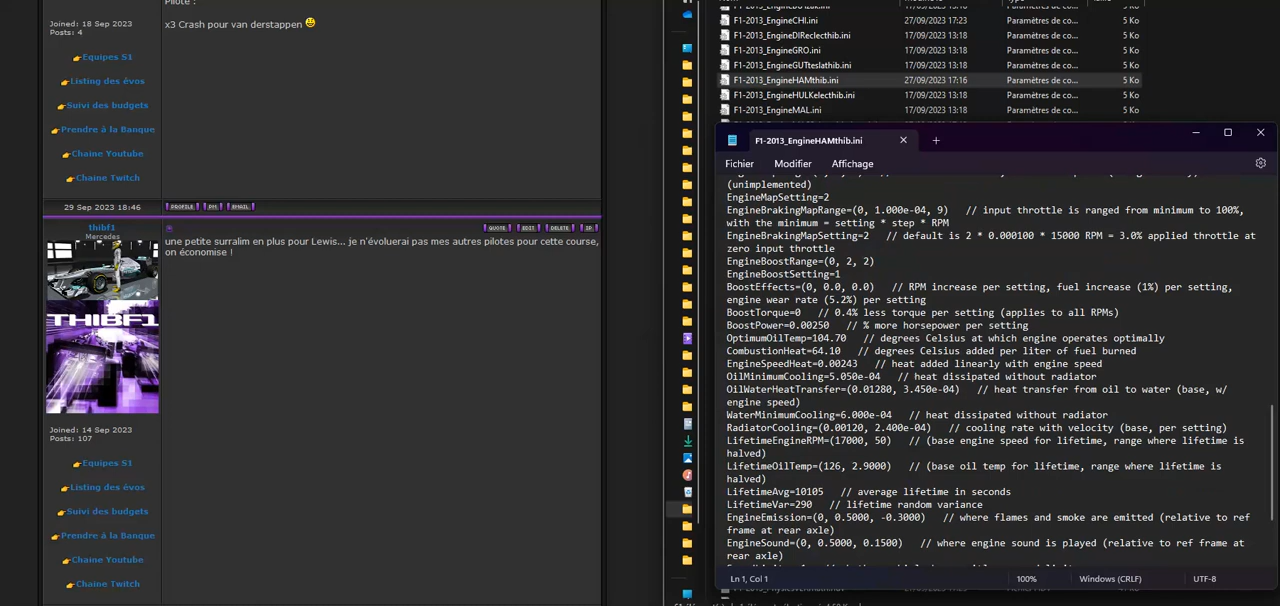 Pilote :
x3 Crash pour van derstappen
Joined: 18 Sep 2023
Posts: 4
Equipes S1
Listing des évos
Suivi des budgets
Prendre à la Banque
Chaine Youtube
Chaine Twitch
29 Sep 2023 18:46
PROFILE
PM
EMAIL
thibf1
Mercedes
QUOTE
EDIT
DELETE
IP
une petite surralim en plus pour Lewis... je n'évoluerai pas mes autres pilotes pour cette course,
on économise !
THIBF1
Joined: 14 Sep 2023
Posts: 107
Equipes S1
Listing des évos
Suivi des budgets
Prendre à la Banque
Chaine Youtube
Chaine Twitch
F1-2013_EngineCHI.ini 27/09/2023 17:23 Paramètres de co... 5 Ko
F1-2013_EngineDIReclecthib.ini 17/09/2023 13:18 Paramètres de co... 5 Ko
F1-2013_EngineGRO.ini 17/09/2023 13:18 Paramètres de co... 5 Ko
F1-2013_EngineGUTteslathib.ini 17/09/2023 13:18 Paramètres de co... 5 Ko
F1-2013_EngineHAMthib.ini 27/09/2023 17:16 Paramètres de co... 5 Ko
F1-2013_EngineHULKelecthib.ini 17/09/2023 13:18 Paramètres de co... 5 Ko
F1-2013_EngineMAL.ini 17/09/2023 13:18 Paramètres de co... 5 Ko
F1-2013_EngineHAMthib.ini
Fichier Modifier Affichage
(unimplemented)
EngineMapSetting=2
EngineBrakingMapRange=(0, 1.000e-04, 9) // input throttle is ranged from minimum to 100%,
with the minimum = setting * step * RPM
EngineBrakingMapSetting=2 // default is 2 * 0.000100 * 15000 RPM = 3.0% applied throttle at
zero input throttle
EngineBoostRange=(0, 2, 2)
EngineBoostSetting=1
BoostEffects=(0, 0.0, 0.0) // RPM increase per setting, fuel increase (1%) per setting,
engine wear rate (5.2%) per setting
BoostTorque=0 // 0.4% less torque per setting (applies to all RPMs)
BoostPower=0.00250 // % more horsepower per setting
OptimumOilTemp=104.70 // degrees Celsius at which engine operates optimally
CombustionHeat=64.10 // degrees Celsius added per liter of fuel burned
EngineSpeedHeat=0.00243 // heat added linearly with engine speed
OilMinimumCooling=5.050e-04 // heat dissipated without radiator
OilWaterHeatTransfer=(0.01280, 3.450e-04) // heat transfer from oil to water (base, w/
engine speed)
WaterMinimumCooling=6.000e-04 // heat dissipated without radiator
RadiatorCooling=(0.00120, 2.400e-04) // cooling rate with velocity (base, per setting)
LifetimeEngineRPM=(17000, 50) // (base engine speed for lifetime, range where lifetime is
halved)
LifetimeOilTemp=(126, 2.9000) // (base oil temp for lifetime, range where lifetime is
halved)
LifetimeAvg=10105 // average lifetime in seconds
LifetimeVar=290 // lifetime random variance
EngineEmission=(0, 0.5000, -0.3000) // where flames and smoke are emitted (relative to ref
frame at rear axle)
EngineSound=(0, 0.5000, 0.1500) // where engine sound is played (relative to ref frame at
rear axle)
Ln 1, Col 1
100%
Windows (CRLF)
UTF-8